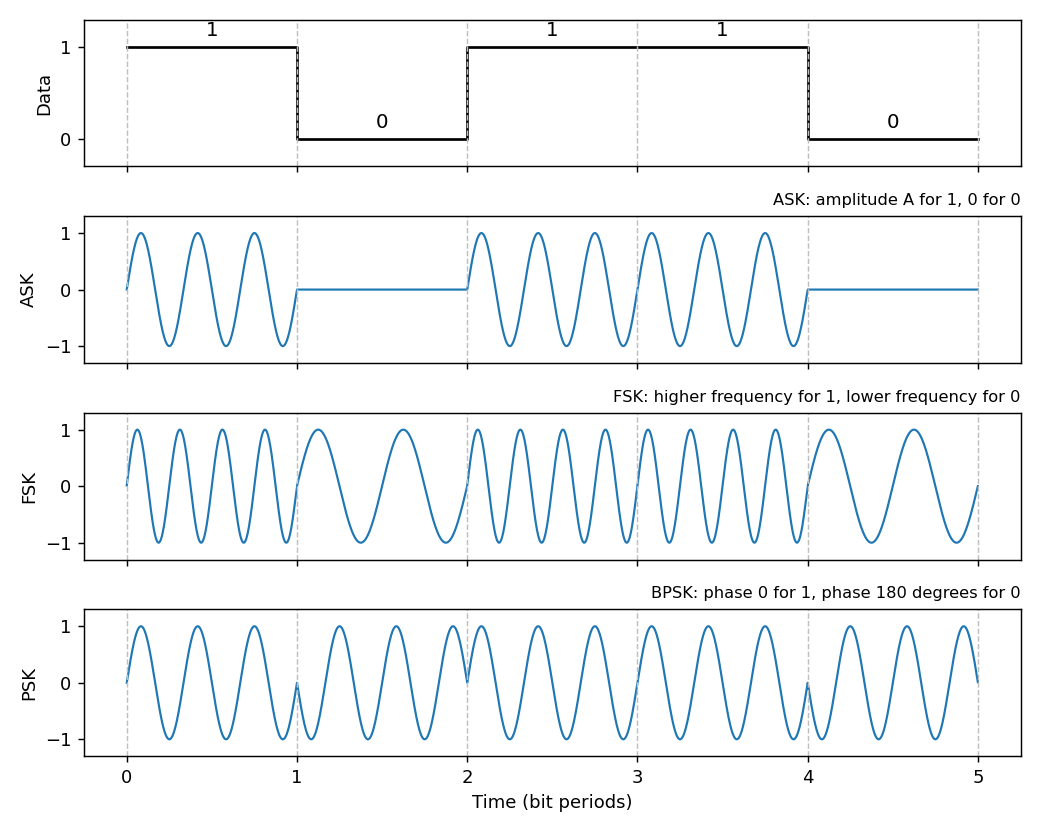 1
1
1
0
0
1
0
Data
ASK: amplitude A for 1, 0 for 0
1
0
−1
ASK
FSK: higher frequency for 1, lower frequency for 0
1
0
−1
FSK
BPSK: phase 0 for 1, phase 180 degrees for 0
1
0
−1
PSK
0 1 2 3 4 5
Time (bit periods)